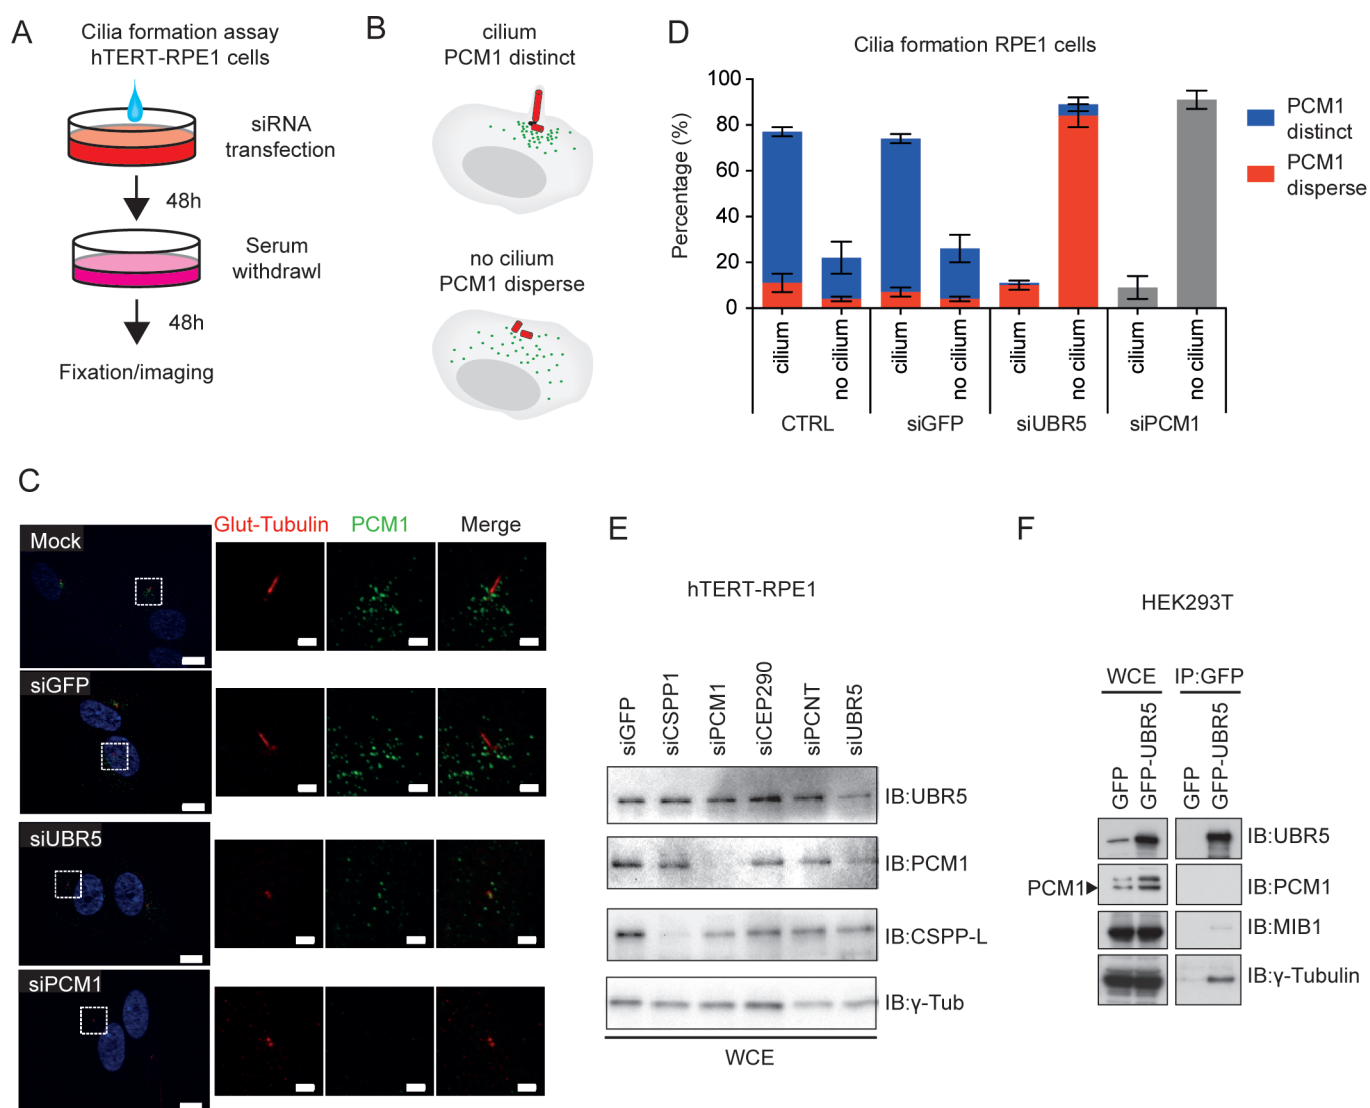 A
Cilia formation assay
hTERT-RPE1 cells
siRNA
transfection
48h
Serum
withdrawl
48h
Fixation/imaging
B
cilium
PCM1 distinct
no cilium
PCM1 disperse
D
Cilia formation RPE1 cells
Percentage (%)
100
80
60
40
20
0
cilium
no cilium
cilium
no cilium
cilium
no cilium
cilium
no cilium
CTRL
siGFP
siUBR5
siPCM1
PCM1
distinct
PCM1
disperse
C
Glut-Tubulin
PCM1
Merge
Mock
siGFP
siUBR5
siPCM1
E
hTERT-RPE1
siGFP
siCSPP1
siPCM1
siCEP290
siPCNT
siUBR5
IB:UBR5
IB:PCM1
IB:CSPP-L
IB:γ-Tub
WCE
F
HEK293T
WCE
IP:GFP
GFP
GFP-UBR5
GFP
GFP-UBR5
IB:UBR5
PCM1
IB:PCM1
IB:MIB1
IB:γ-Tubulin